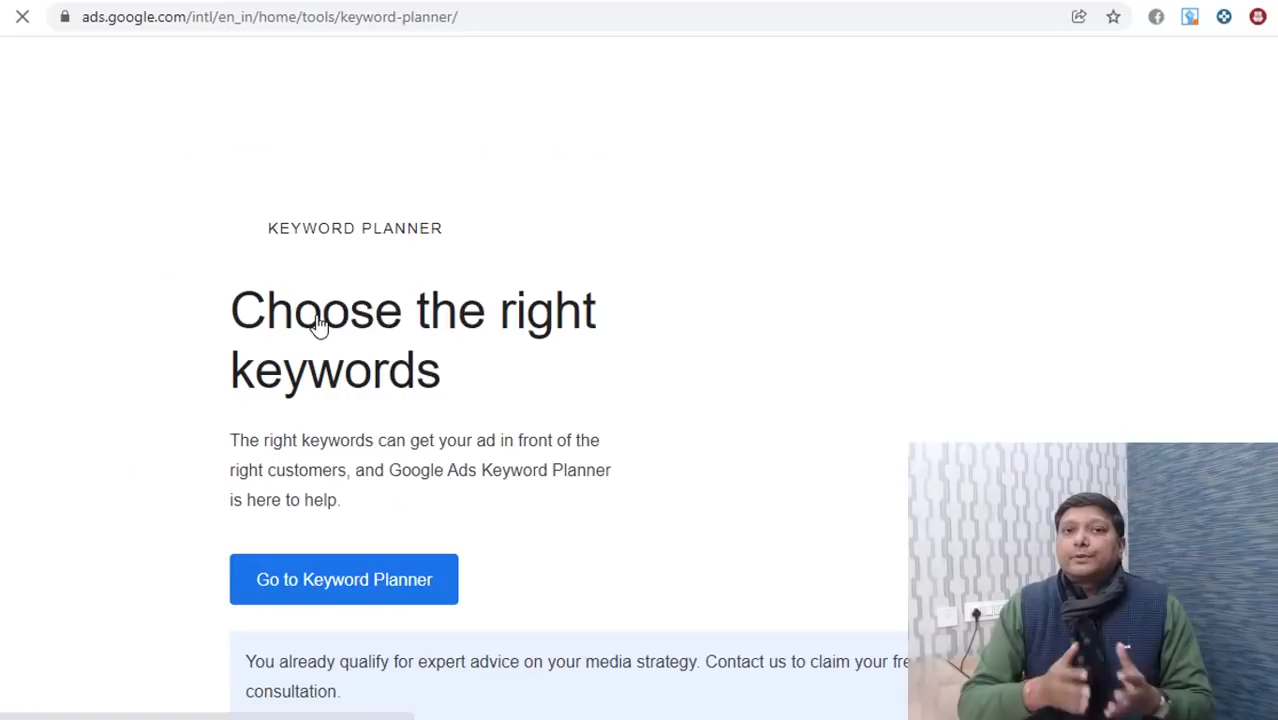 ads.google.com/intl/en_in/home/tools/keyword-planner/
KEYWORD PLANNER
Choose the right
keywords
The right keywords can get your ad in front of the
right customers, and Google Ads Keyword Planner
is here to help.
Go to Keyword Planner
You already qualify for expert advice on your media strategy. Contact us to claim your
consultation.